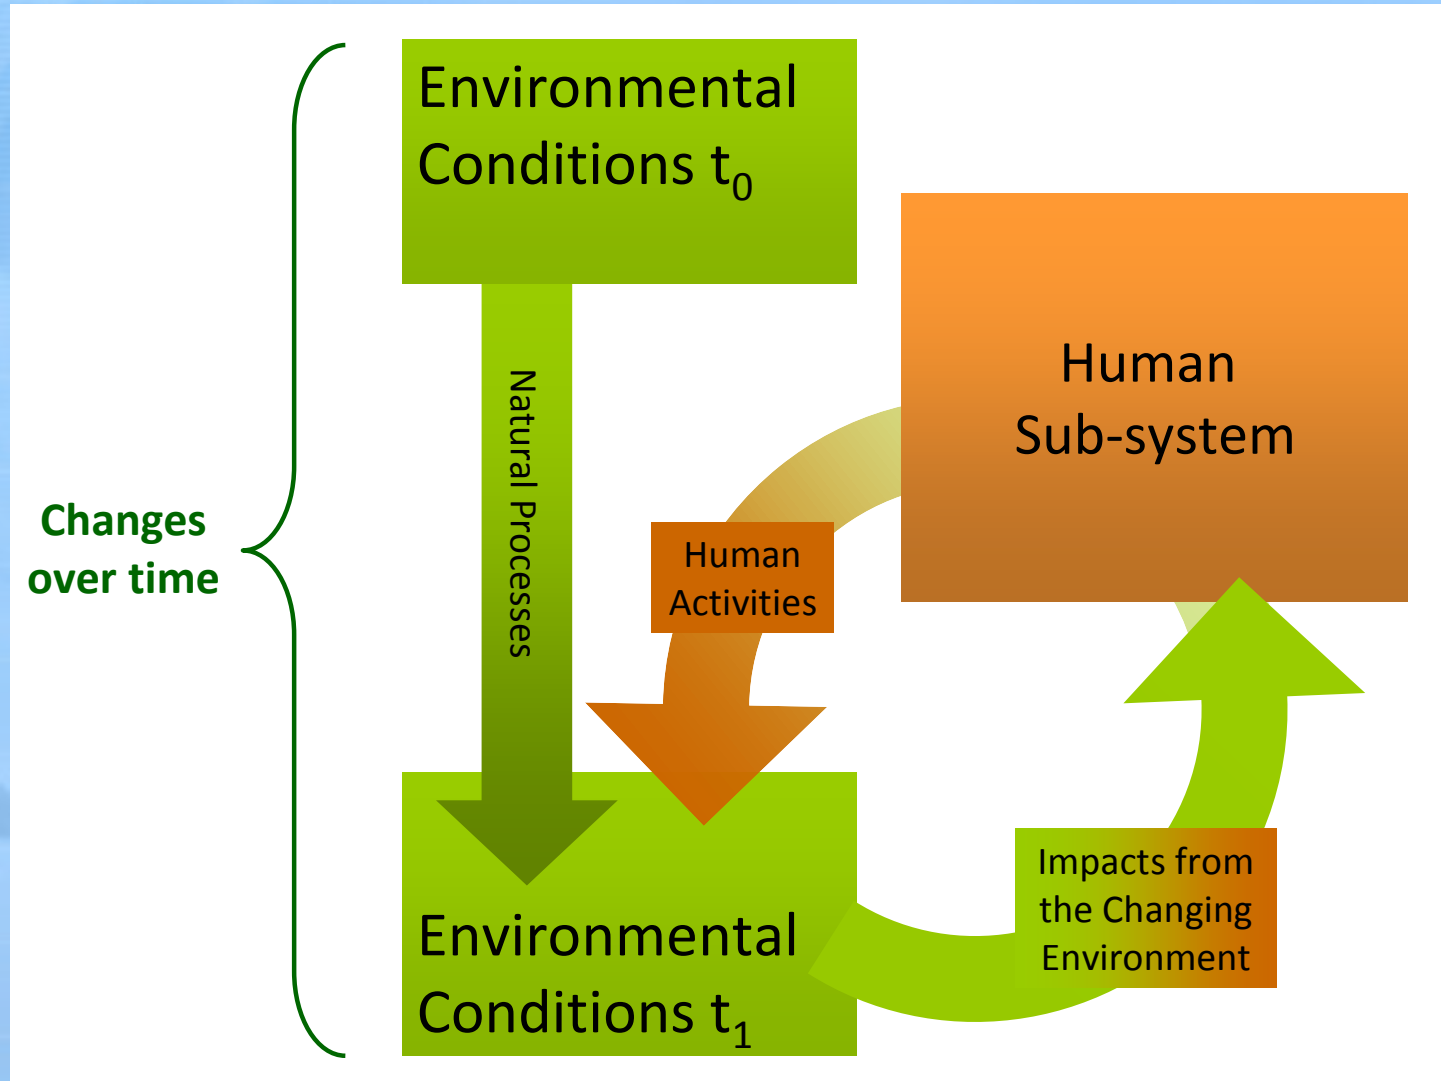 Environmental
Conditions t₀
Human
Sub-system
Natural Processes
Changes
over time
Human
Activities
Impacts from
the Changing
Environment
Environmental
Conditions t₁